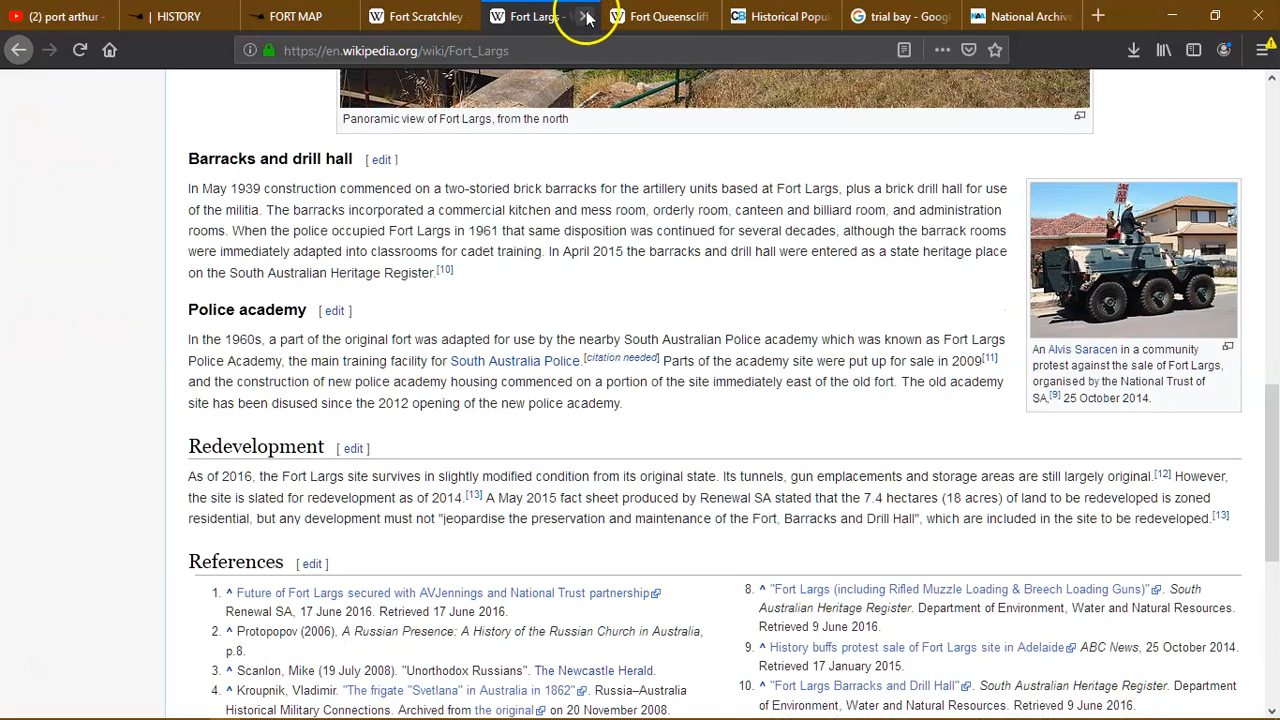 (2) port arthur -
| HISTORY
FORT MAP
Fort Scratchley -
Fort Largs -
Fort Queenscliff
Historical Popul
trial bay - Googl
National Archive
https://en.wikipedia.org/wiki/Fort_Largs
Panoramic view of Fort Largs, from the north
Barracks and drill hall [ edit ]
In May 1939 construction commenced on a two-storied brick barracks for the artillery units based at Fort Largs, plus a brick drill hall for use
of the militia. The barracks incorporated a commercial kitchen and mess room, orderly room, canteen and billiard room, and administration
rooms. When the police occupied Fort Largs in 1961 that same disposition was continued for several decades, although the barrack rooms
were immediately adapted into classrooms for cadet training. In April 2015 the barracks and drill hall were entered as a state heritage place
on the South Australian Heritage Register.[10]
An Alvis Saracen in a community
protest against the sale of Fort Largs,
organised by the National Trust of
SA,[9] 25 October 2014.
Police academy [ edit ]
In the 1960s, a part of the original fort was adapted for use by the nearby South Australian Police academy which was known as Fort Largs
Police Academy, the main training facility for South Australia Police.[citation needed] Parts of the academy site were put up for sale in 2009[11]
and the construction of new police academy housing commenced on a portion of the site immediately east of the old fort. The old academy
site has been disused since the 2012 opening of the new police academy.
Redevelopment [ edit ]
As of 2016, the Fort Largs site survives in slightly modified condition from its original state. Its tunnels, gun emplacements and storage areas are still largely original.[12] However,
the site is slated for redevelopment as of 2014.[13] A May 2015 fact sheet produced by Renewal SA stated that the 7.4 hectares (18 acres) of land to be redeveloped is zoned
residential, but any development must not "jeopardise the preservation and maintenance of the Fort, Barracks and Drill Hall", which are included in the site to be redeveloped.[13]
References [ edit ]
1. ^ Future of Fort Largs secured with AVJennings and National Trust partnership
Renewal SA, 17 June 2016. Retrieved 17 June 2016.
2. ^ Protopopov (2006), A Russian Presence: A History of the Russian Church in Australia,
p.8.
3. ^ Scanlon, Mike (19 July 2008). "Unorthodox Russians". The Newcastle Herald.
4. ^ Kroupnik, Vladimir. "The frigate "Svetlana" in Australia in 1862". Russia–Australia
Historical Military Connections. Archived from the original on 20 November 2008.
8. ^ "Fort Largs (including Rifled Muzzle Loading & Breech Loading Guns)". South
Australian Heritage Register. Department of Environment, Water and Natural Resources.
Retrieved 9 June 2016.
9. ^ History buffs protest sale of Fort Largs site in Adelaide ABC News, 25 October 2014.
Retrieved 17 January 2015.
10. ^ "Fort Largs Barracks and Drill Hall". South Australian Heritage Register. Department
of Environment, Water and Natural Resources. Retrieved 9 June 2016.